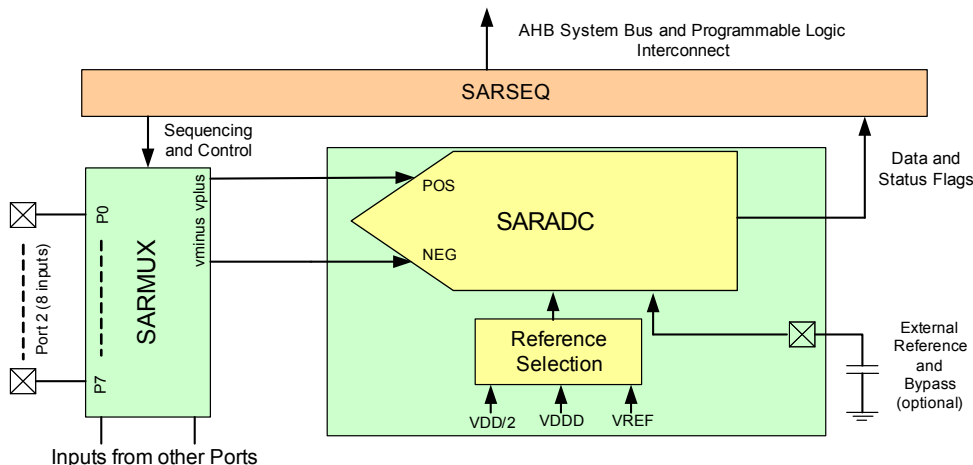 AHB System Bus and Programmable Logic
Interconnect
SARSEQ
Sequencing
and Control
Data and
Status Flags
vminus vplus
POS
NEG
SARADC
P0
Port 2 (8 inputs)
SARMUX
P7
Reference
Selection
External
Reference
and
Bypass
(optional)
VDD/2
VDDD
VREF
Inputs from other Ports